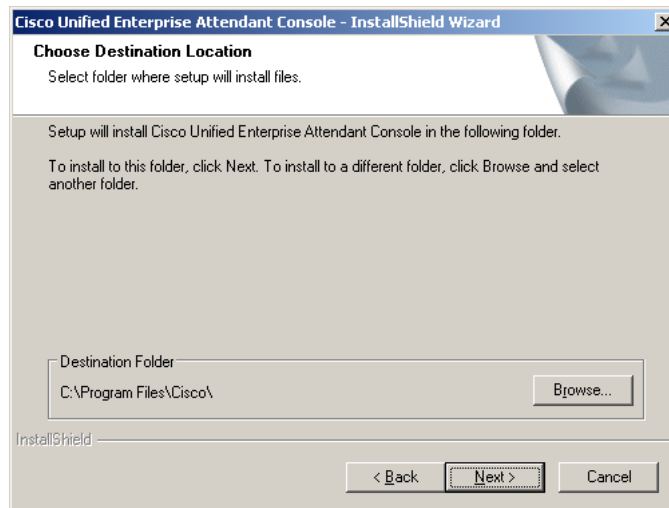 Cisco Unified Enterprise Attendant Console - InstallShield Wizard
Choose Destination Location
Select folder where setup will install files.
Setup will install Cisco Unified Enterprise Attendant Console in the following folder.
To install to this folder, click Next. To install to a different folder, click Browse and select
another folder.
Destination Folder
C:\Program Files\Cisco\
Browse...
InstallShield
< Back
Next >
Cancel